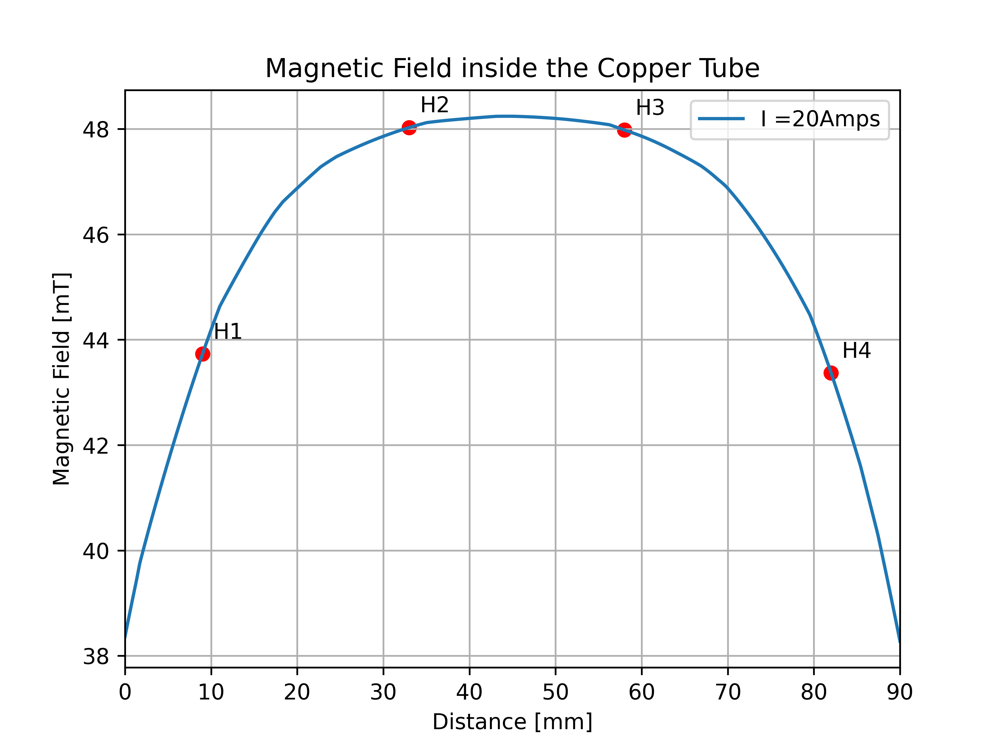 Magnetic Field inside the Copper Tube
I =20Amps
H1
H2
H3
H4
Magnetic Field [mT]
48
46
44
42
40
38
0 10 20 30 40 50 60 70 80 90
Distance [mm]